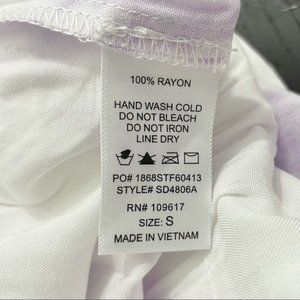 100% RAYON
HAND WASH COLD
DO NOT BLEACH
DO NOT IRON
LINE DRY
PO# 1868STF60413
STYLE# SD4806A
RN# 109617
SIZE: S
MADE IN VIETNAM